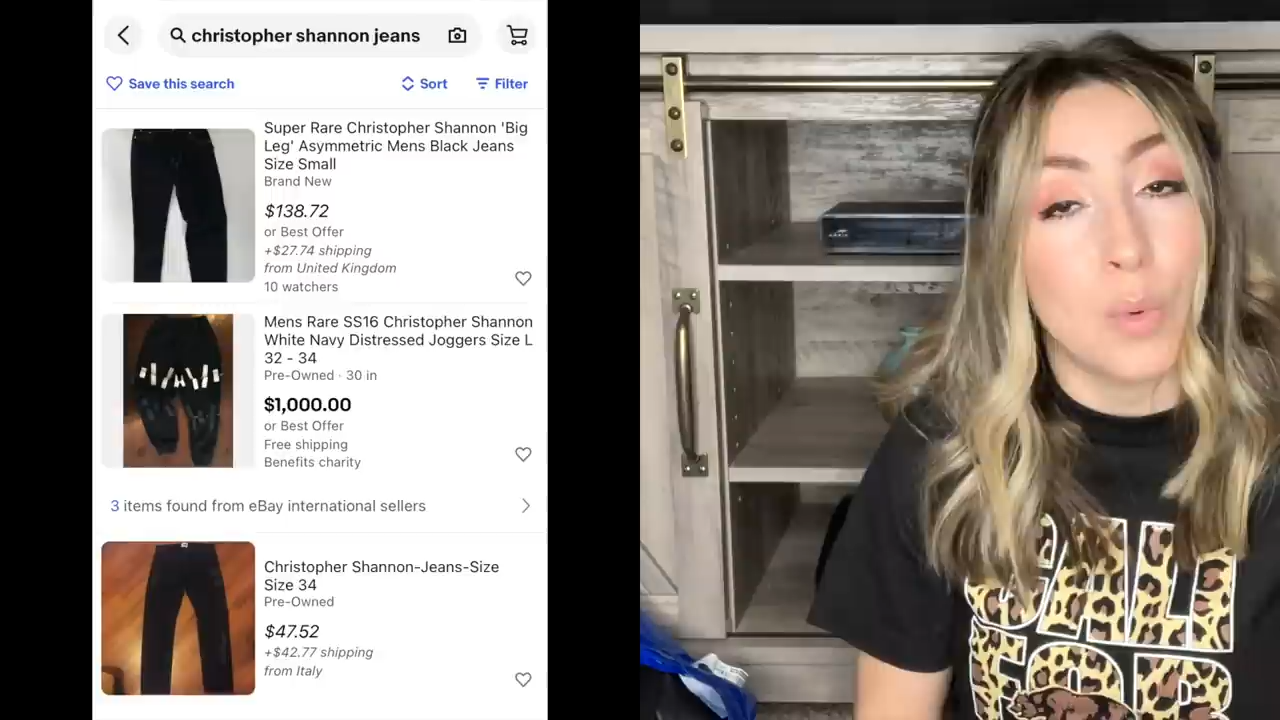 christopher shannon jeans
Save this search
Sort
Filter
Super Rare Christopher Shannon 'Big
Leg' Asymmetric Mens Black Jeans
Size Small
Brand New
$138.72
or Best Offer
+$27.74 shipping
from United Kingdom
10 watchers
Mens Rare SS16 Christopher Shannon
White Navy Distressed Joggers Size L
32 - 34
Pre-Owned · 30 in
$1,000.00
or Best Offer
Free shipping
Benefits charity
3 items found from eBay international sellers
Christopher Shannon-Jeans-Size
Size 34
Pre-Owned
$47.52
+$42.77 shipping
from Italy
CALI
FOR